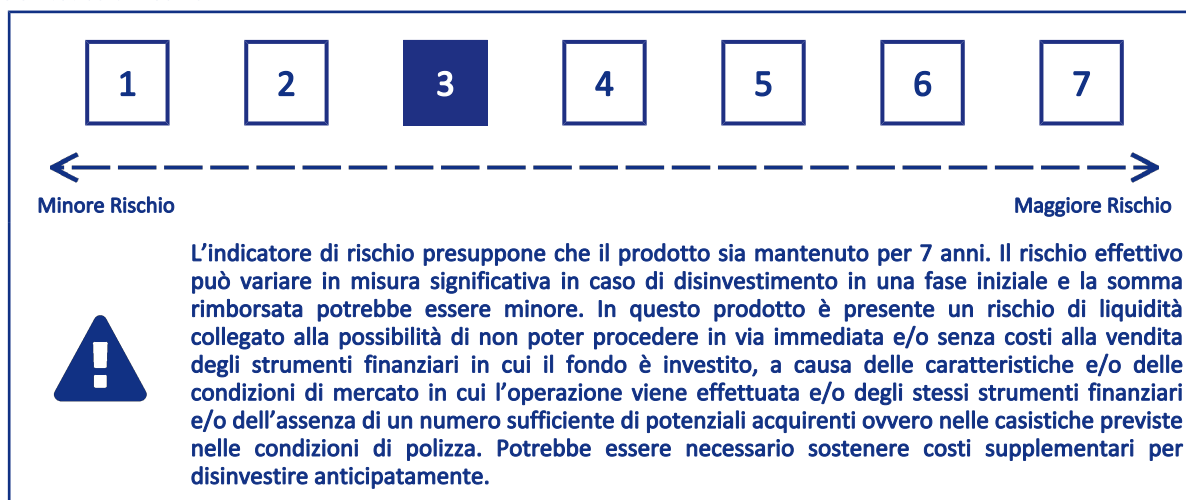 1 2 3 4 5 6 7
Minore Rischio Maggiore Rischio
L’indicatore di rischio presuppone che il prodotto sia mantenuto per 7 anni. Il rischio effettivo
può variare in misura significativa in caso di disinvestimento in una fase iniziale e la somma
rimborsata potrebbe essere minore. In questo prodotto è presente un rischio di liquidità
collegato alla possibilità di non poter procedere in via immediata e/o senza costi alla vendita
degli strumenti finanziari in cui il fondo è investito, a causa delle caratteristiche e/o delle
condizioni di mercato in cui l’operazione viene effettuata e/o degli stessi strumenti finanziari
e/o dell’assenza di un numero sufficiente di potenziali acquirenti ovvero nelle casistiche previste
nelle condizioni di polizza. Potrebbe essere necessario sostenere costi supplementari per
disinvestire anticipatamente.